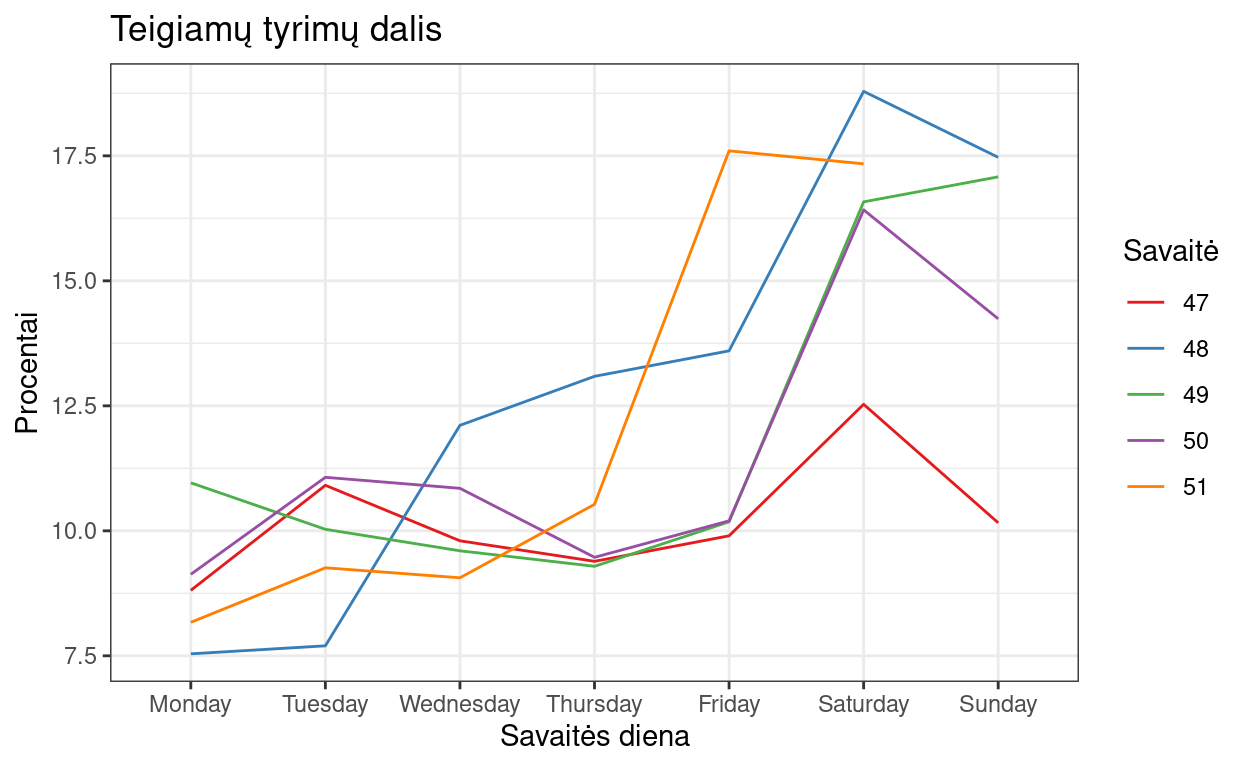 Teigiamų tyrimų dalis
Procentai
17.5
15.0
12.5
10.0
7.5
Monday Tuesday Wednesday Thursday Friday Saturday Sunday
Savaitės diena
Savaitė
47
48
49
50
51